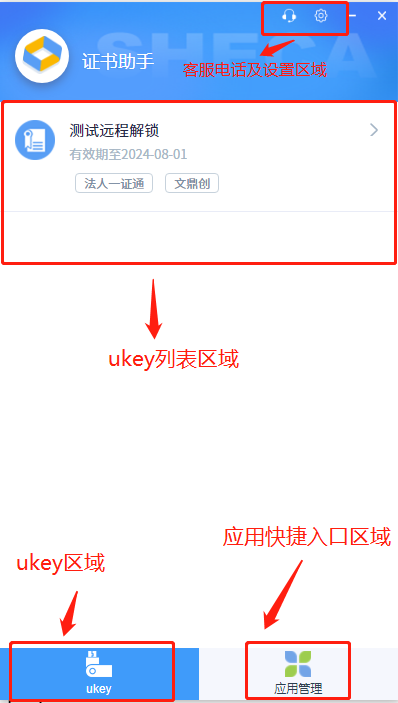 SHECA
证书助手
客服电话及设置区域
测试远程解锁
有效期至2024-08-01
法人一证通 文鼎创
ukey列表区域
应用快捷入口区域
ukey区域
ukey 应用管理